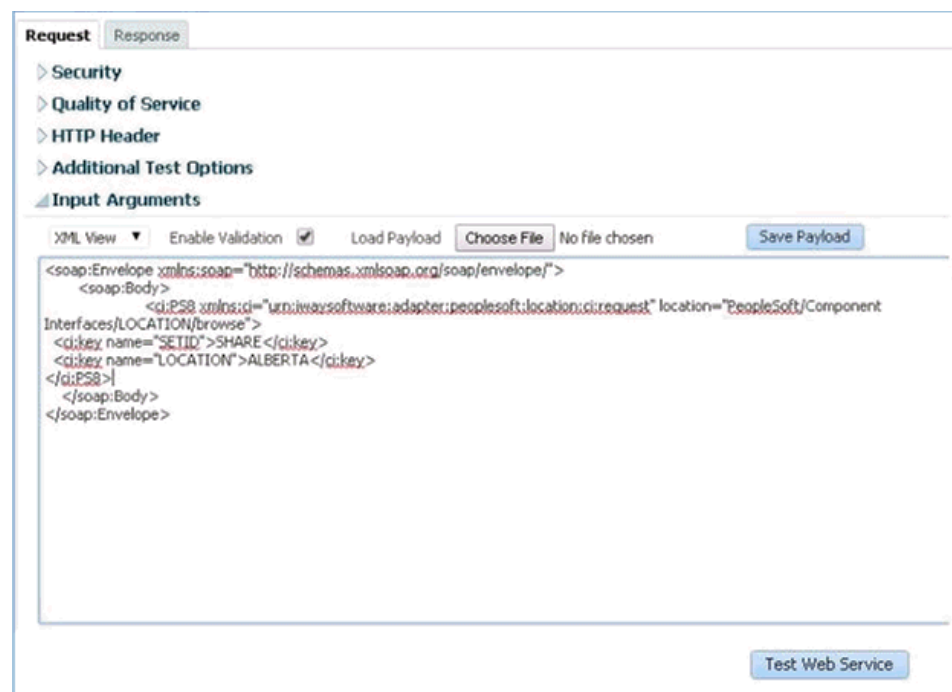 Request Response
Security
Quality of Service
HTTP Header
Additional Test Options
Input Arguments
XML View Enable Validation Load Payload Choose File No file chosen Save Payload
<soap:Envelope xmlns:soap="http://schemas.xmlsoap.org/soap/envelope/">
<soap:Body>
<ci:PS8 xmlns:ci="urn:iwaysoftware:adapter:peoplesoft:location:ci:request" location="PeopleSoft/Component
Interfaces/LOCATION/browse">
<ci:key name="SETID">SHARE</ci:key>
<ci:key name="LOCATION">ALBERTA</ci:key>
</ci:PS8>
</soap:Body>
</soap:Envelope>
Test Web Service